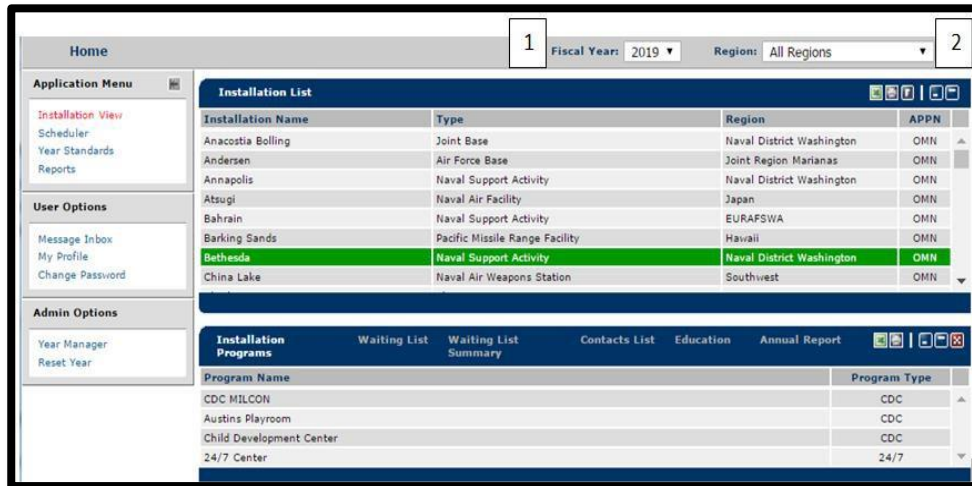 1 2
Home Fiscal Year: 2019 Region: All Regions
Application Menu
Installation View
Scheduler
Year Standards
Reports
User Options
Message Inbox
My Profile
Change Password
Admin Options
Year Manager
Reset Year
Installation List
Installation Name Type Region APPN
Anacostia Bolling Joint Base Naval District Washington OMN
Andersen Air Force Base Joint Region Marianas OMN
Annapolis Naval Support Activity Naval District Washington OMN
Atsugi Naval Air Facility Japan OMN
Bahrain Naval Support Activity EURAFSWA OMN
Barking Sands Pacific Missile Range Facility Hawaii OMN
Bethesda Naval Support Activity Naval District Washington OMN
China Lake Naval Air Weapons Station Southwest OMN
Installation Programs Waiting List Waiting List Summary Contacts List Education Annual Report
Program Name Program Type
CDC MILCON CDC
Austins Playroom CDC
Child Development Center CDC
24/7 Center 24/7